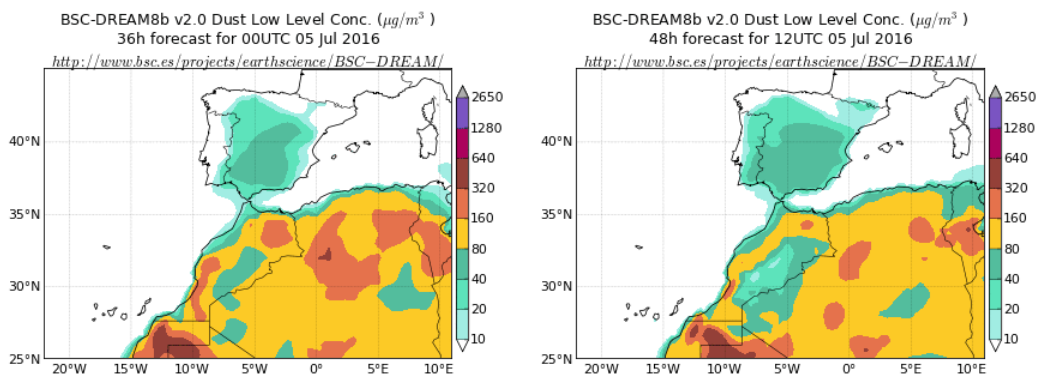 BSC-DREAM8b v2.0 Dust Low Level Conc. (μg/m³ )
36h forecast for 00UTC 05 Jul 2016
http://www.bsc.es/projects/earthscience/BSC−DREAM/
2650
1280
640
320
160
80
40
20
10
40°N
35°N
30°N
25°N
20°W 15°W 10°W 5°W 0° 5°E 10°E
BSC-DREAM8b v2.0 Dust Low Level Conc. (μg/m³ )
48h forecast for 12UTC 05 Jul 2016
http://www.bsc.es/projects/earthscience/BSC−DREAM/
2650
1280
640
320
160
80
40
20
10
40°N
35°N
30°N
25°N
20°W 15°W 10°W 5°W 0° 5°E 10°E